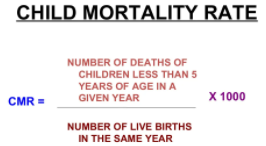 CHILD MORTALITY RATE
NUMBER OF DEATHS OF
CHILDREN LESS THAN 5
YEARS OF AGE IN A
GIVEN YEAR
CMR =
X 1000
NUMBER OF LIVE BIRTHS
IN THE SAME YEAR